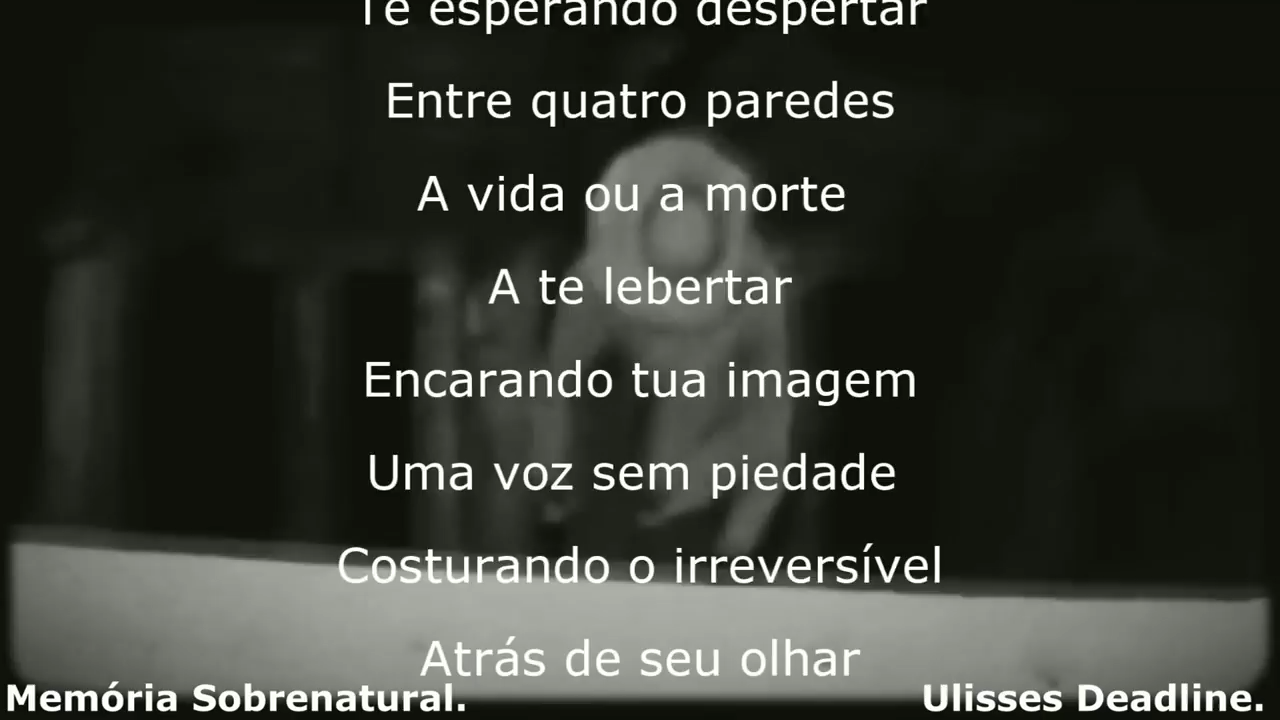 Te esperando despertar
Entre quatro paredes
A vida ou a morte
A te lebertar
Encarando tua imagem
Uma voz sem piedade
Costurando o irreversível
Atrás de seu olhar
Memória Sobrenatural.
Ulisses Deadline.